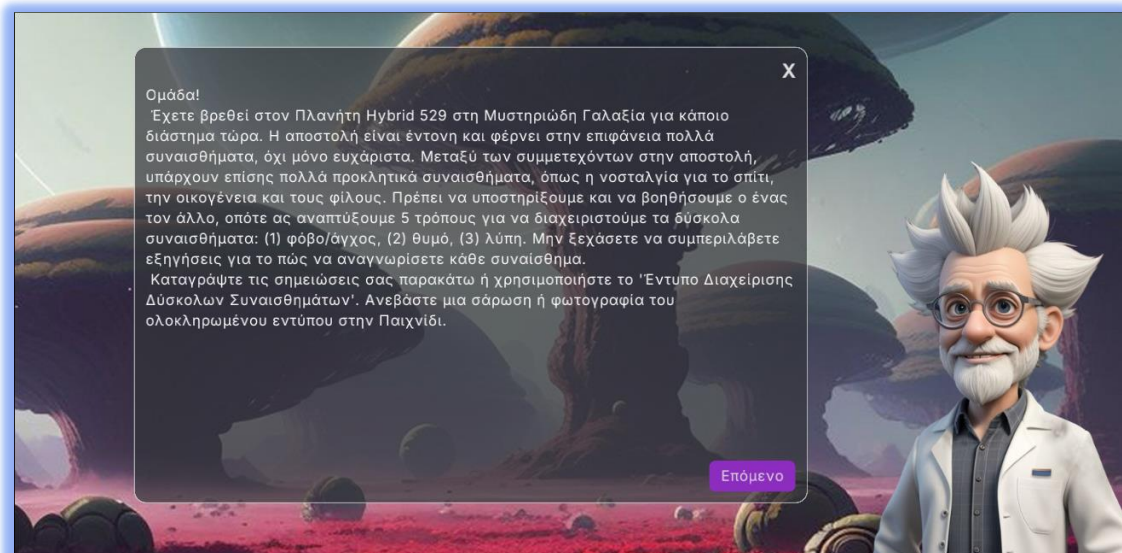 X
Ομάδα!
Έχετε βρεθεί στον Πλανήτη Hybrid 529 στη Μυστηριώδη Γαλαξία για κάποιο
διάστημα τώρα. Η αποστολή είναι έντονη και φέρνει στην επιφάνεια πολλά
συναισθήματα, όχι μόνο ευχάριστα. Μεταξύ των συμμετεχόντων στην αποστολή,
υπάρχουν επίσης πολλά προκλητικά συναισθήματα, όπως η νοσταλγία για το σπίτι,
την οικογένεια και τους φίλους. Πρέπει να υποστηρίξουμε και να βοηθήσουμε ο ένας
τον άλλο, οπότε ας αναπτύξουμε 5 τρόπους για να διαχειριστούμε τα δύσκολα
συναισθήματα: (1) φόβο/άγχος, (2) θυμό, (3) λύπη. Μην ξεχάσετε να συμπεριλάβετε
εξηγήσεις για το πώς να αναγνωρίσετε κάθε συναίσθημα.
Καταγράψτε τις σημειώσεις σας παρακάτω ή χρησιμοποιήστε το 'Έντυπο Διαχείρισης
Δύσκολων Συναισθημάτων'. Ανεβάστε μια σάρωση ή φωτογραφία του
ολοκληρωμένου εντύπου στην Παιχνίδι.
Επόμενο